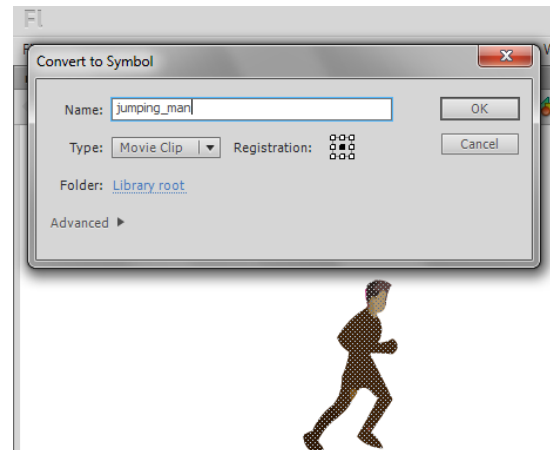 Fl
Convert to Symbol
Name: jumping_man
OK
Type: Movie Clip Registration:
Cancel
Folder: Library root
Advanced